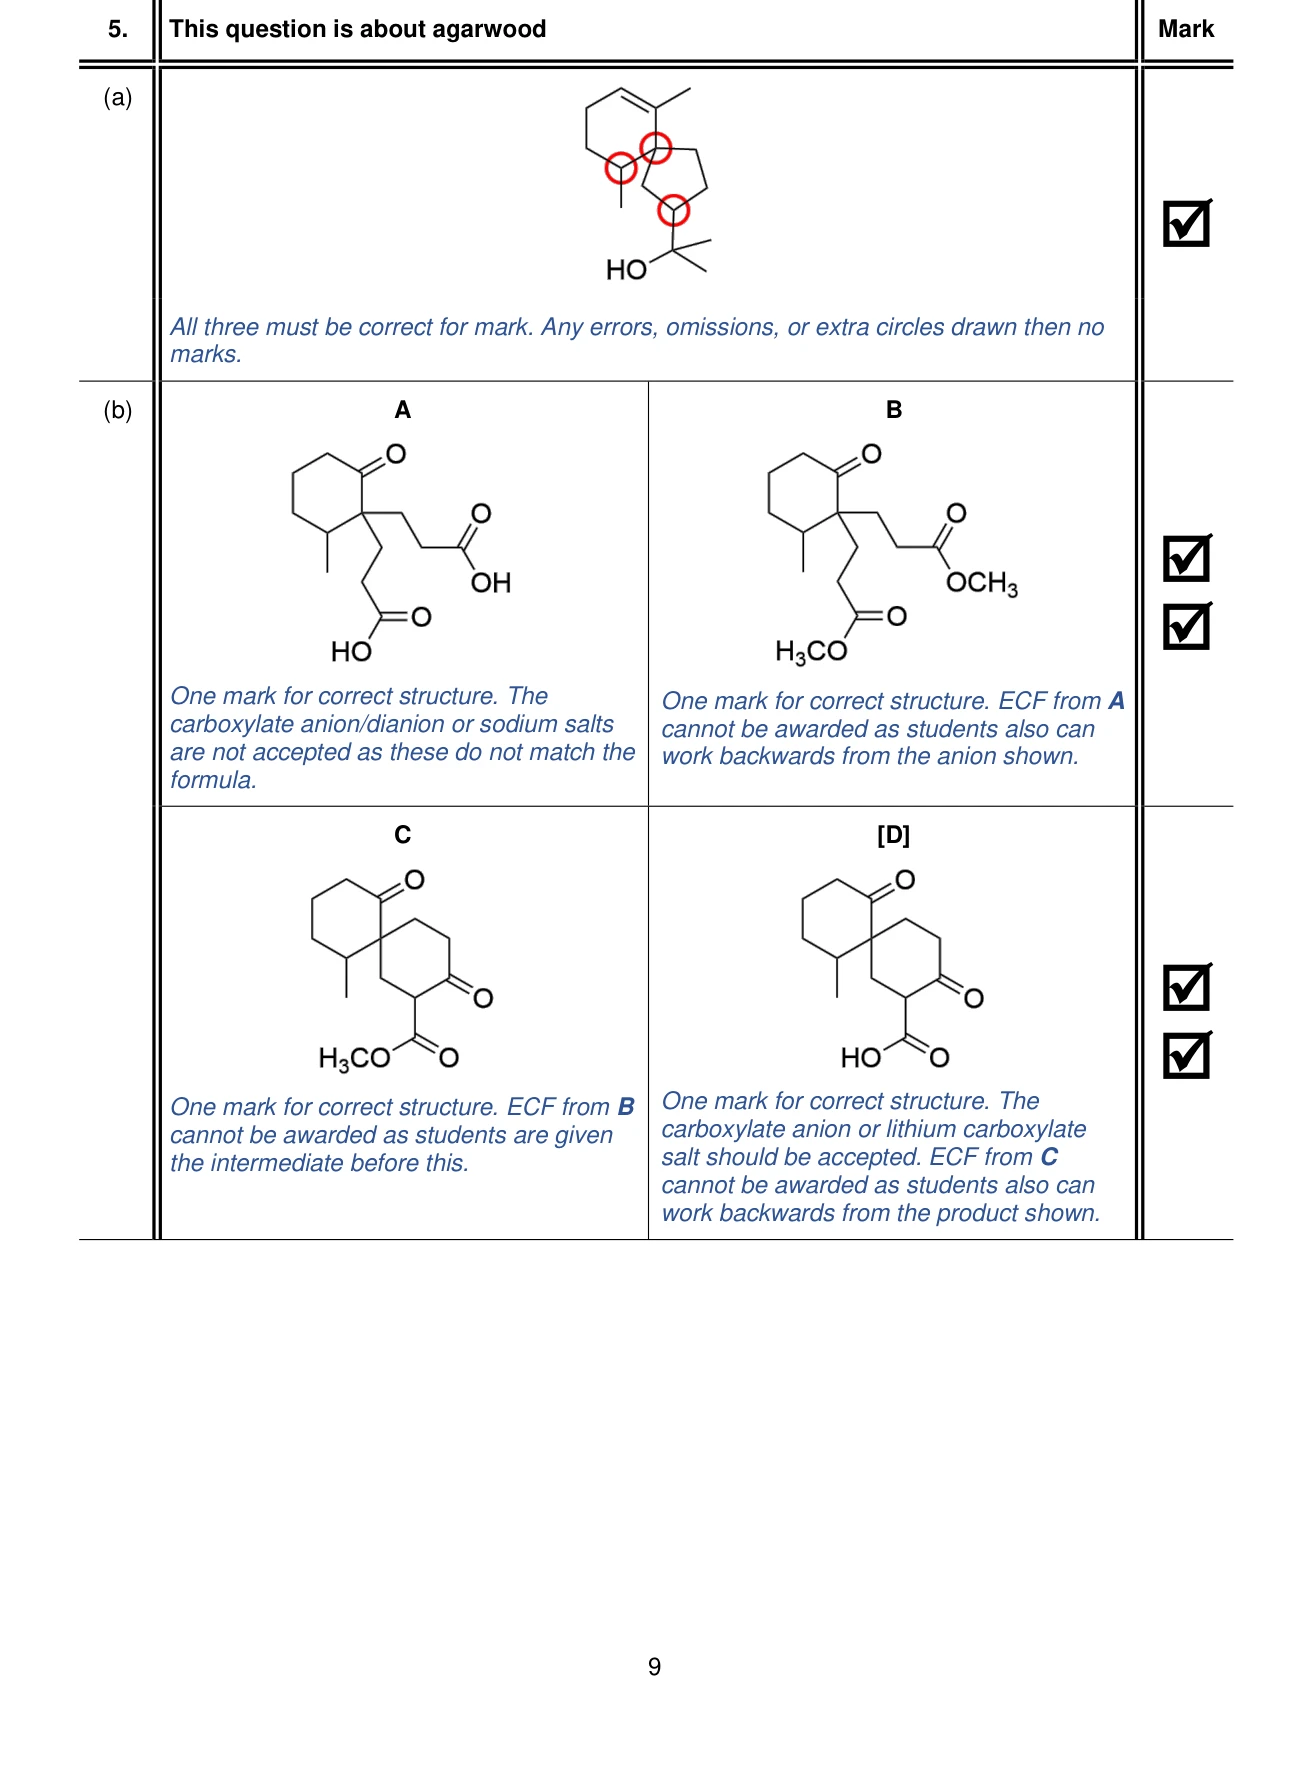 5. This question is about agarwood Mark
(a)
HO
All three must be correct for mark. Any errors, omissions, or extra circles drawn then no
marks.
(b)
A
O
O
OH
O
HO
One mark for correct structure. The
carboxylate anion/dianion or sodium salts
are not accepted as these do not match the
formula.
B
O
O
OCH3
O
H3CO
One mark for correct structure. ECF from A
cannot be awarded as students also can
work backwards from the anion shown.
C
O
O
H3CO O
One mark for correct structure. ECF from B
cannot be awarded as students are given
the intermediate before this.
[D]
O
O
HO O
One mark for correct structure. The
carboxylate anion or lithium carboxylate
salt should be accepted. ECF from C
cannot be awarded as students also can
work backwards from the product shown.
9